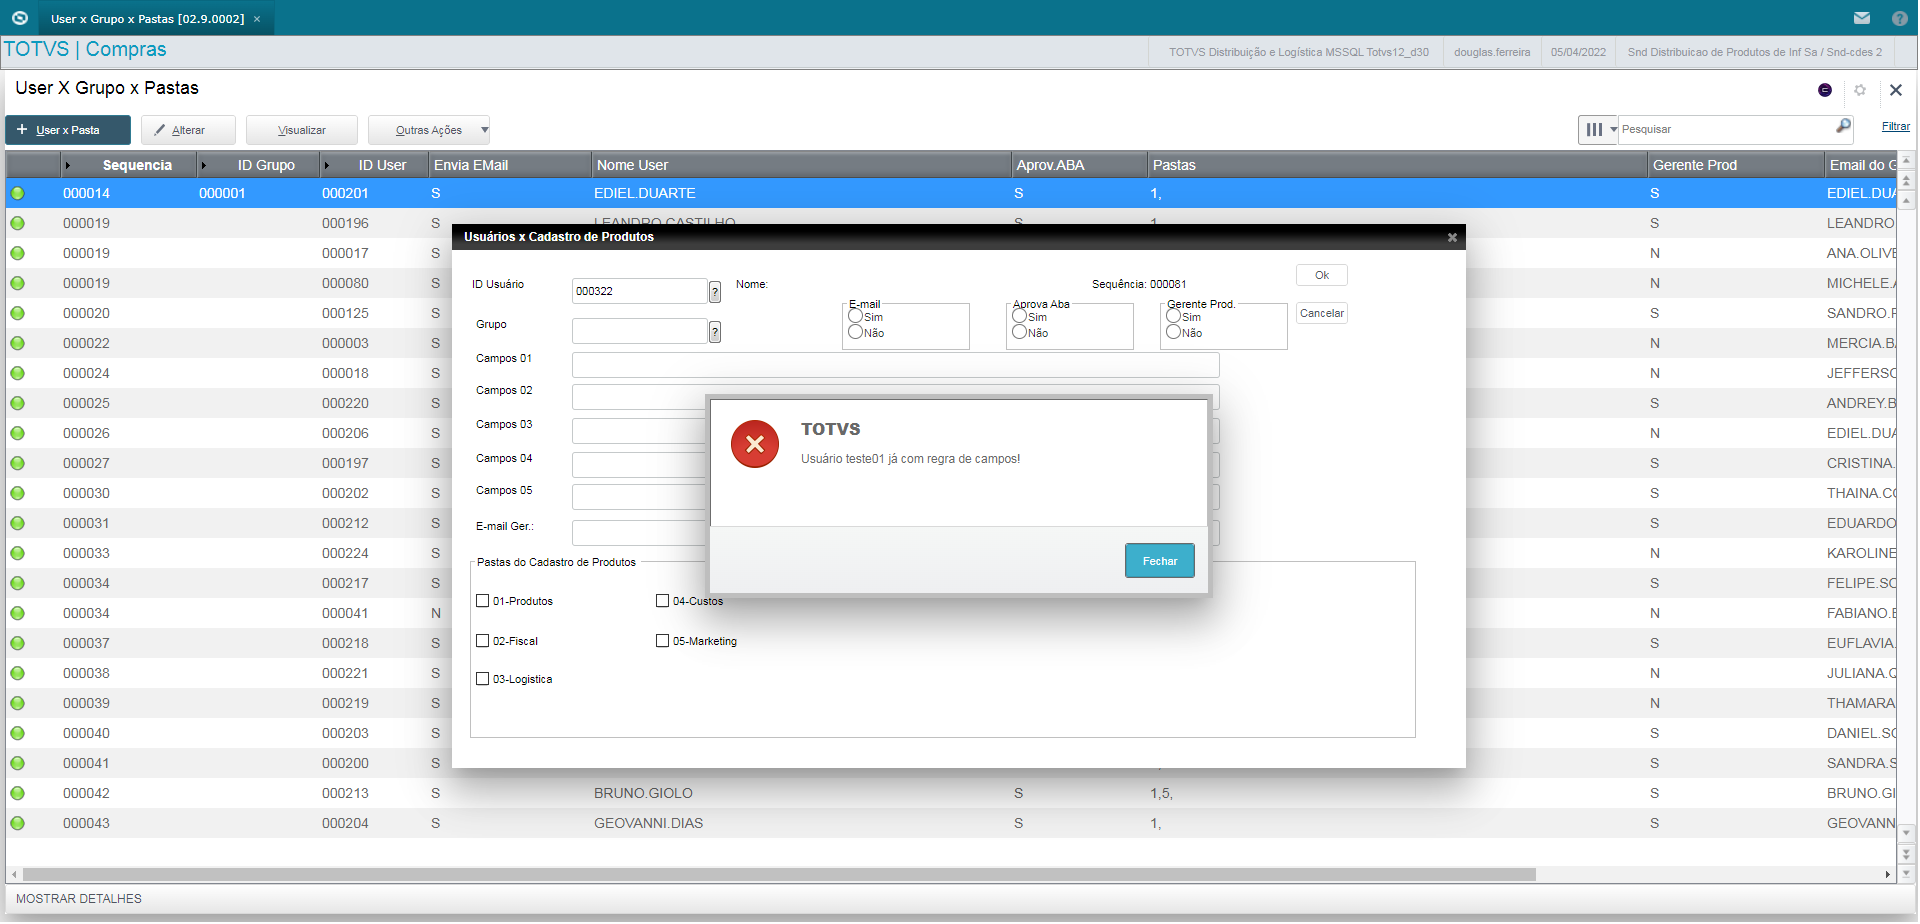 User x Grupo x Pastas [02.9.0002] ×
TOTVS | Compras
TOTVS Distribuição e Logística MSSQL Totvs12_d30 douglas.ferreira 05/04/2022 Snd Distribuicao de Produtos de Inf Sa / Snd-cdes 2
User X Grupo x Pastas
+ User x Pasta Alterar Visualizar Outras Ações Pesquisar Filtrar
Sequencia ID Grupo ID User Envia EMail Nome User Aprov.ABA Pastas Gerente Prod Email do G
000014 000001 000201 S EDIEL.DUARTE S 1, S EDIEL.DUA
000019 000196 S LEANDRO.CASTILHO S 1, S LEANDRO
000019 000017 S N ANA.OLIVE
000019 000080 S N MICHELE.A
000020 000125 S S SANDRO.F
000022 000003 S N MERCIA.BA
000024 000018 S N JEFFERSO
000025 000220 S S ANDREY.B
000026 000206 S N EDIEL.DUA
000027 000197 S S CRISTINA.
000030 000202 S S THAINA.CO
000031 000212 S S EDUARDO
000033 000224 S N KAROLINE
000034 000217 S S FELIPE.SO
000034 000041 N N FABIANO.B
000037 000218 S S EUFLAVIA.
000038 000221 S N JULIANA.Q
000039 000219 S N THAMARA
000040 000203 S S DANIEL.SO
000041 000200 S S SANDRA.S
000042 000213 S BRUNO.GIOLO S 1,5, S BRUNO.GI
000043 000204 S GEOVANNI.DIAS S 1, S GEOVANN
MOSTRAR DETALHES
Usuários x Cadastro de Produtos
ID Usuário 000322 ? Nome: Sequência: 000081 Ok
Grupo ? Cancelar
E-mail
Sim
Não
Aprova Aba
Sim
Não
Gerente Prod.
Sim
Não
Campos 01
Campos 02
Campos 03
Campos 04
Campos 05
E-mail Ger.:
Pastas do Cadastro de Produtos
01-Produtos 04-Custos
02-Fiscal 05-Marketing
03-Logistica
TOTVS
Usuário teste01 já com regra de campos!
Fechar